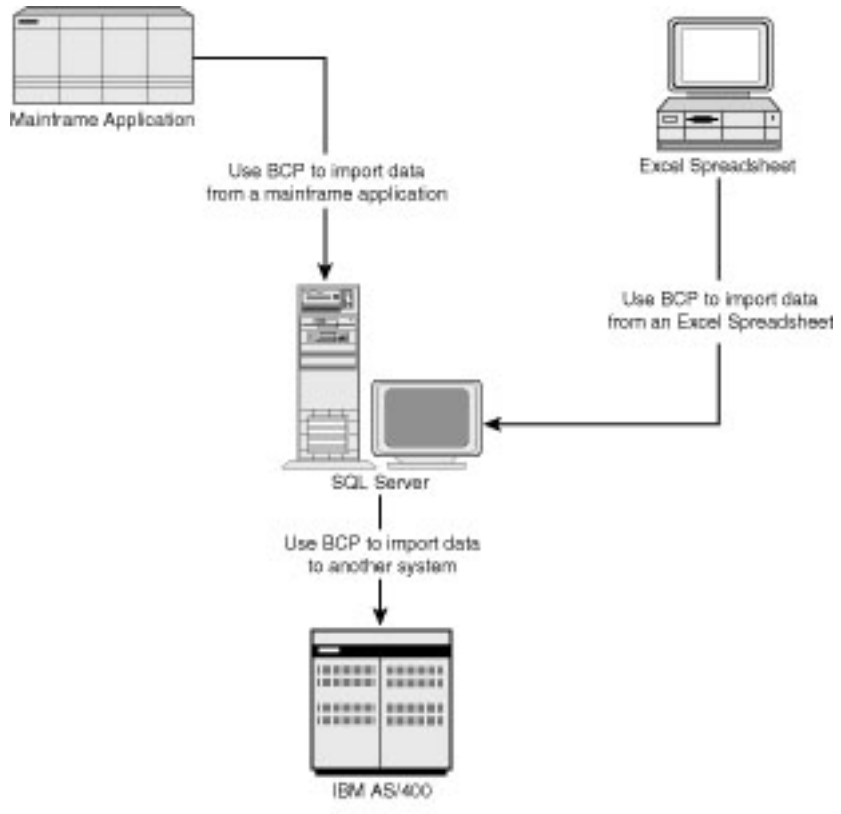 Mainframe Application
Excel Spreadsheet
Use BCP to import data
from a mainframe application
Use BCP to import data
from an Excel Spreadsheet
SQL Server
Use BCP to import data
to another system
IBM AS/400